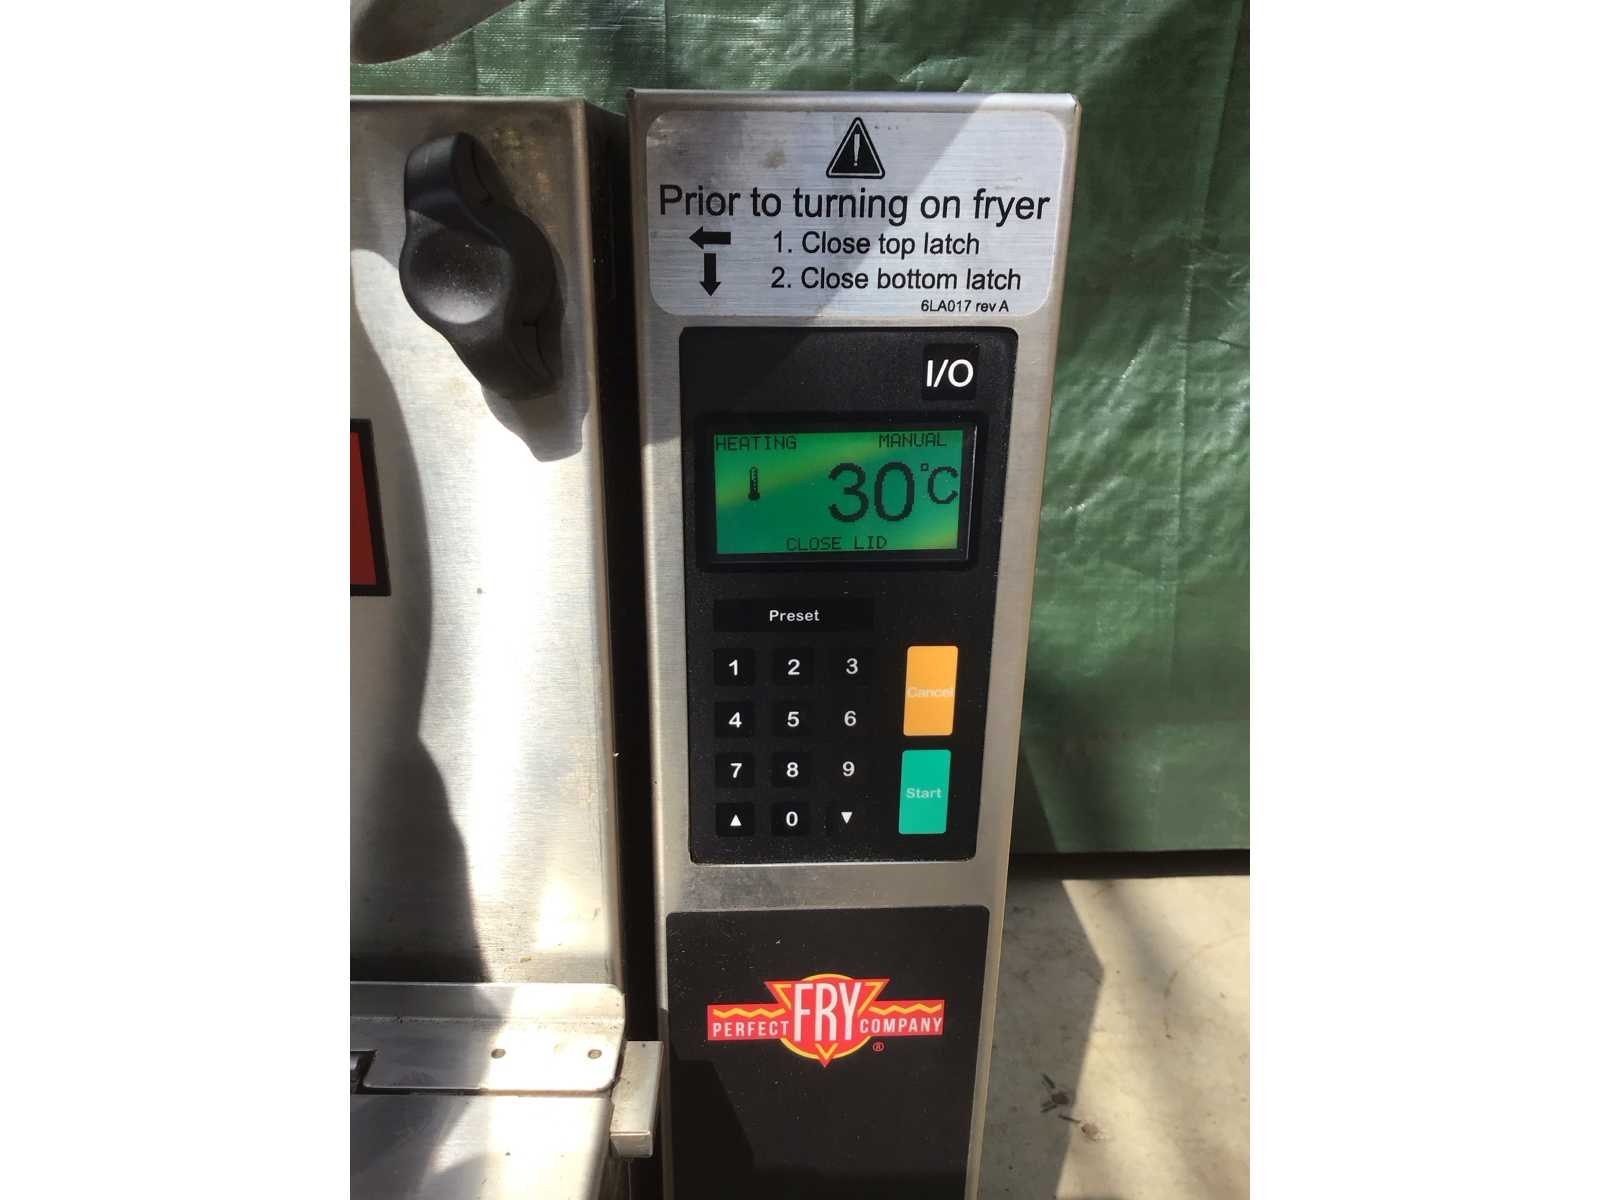 Prior to turning on fryer
1. Close top latch
2. Close bottom latch
6LA017 rev A
I/O
HEATING MANUAL
30°C
CLOSE LID
Preset
1 2 3
Cancel
4 5 6
7 8 9
Start
▲ 0 ▼
PERFECT FRY COMPANY
®